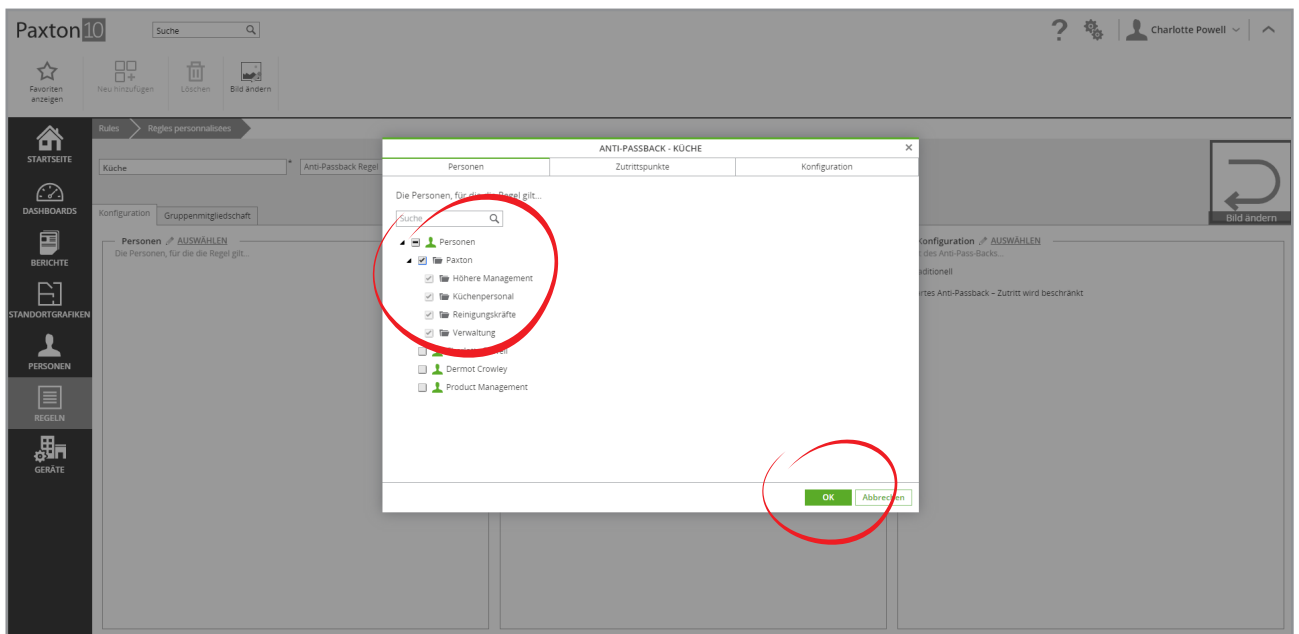 Paxton 10
Suche
Charlotte Powell
Favoriten anzeigen
Neu hinzufügen
Löschen
Bild ändern
STARTSEITE
DASHBOARDS
BERICHTE
STANDORTGRAFIKEN
PERSONEN
REGELN
GERÄTE
Rules
Règles personnalisées
Küche
*
Anti-Passback Regel
Bild ändern
Konfiguration
Gruppenmitgliedschaft
Personen AUSWÄHLEN
Die Personen, für die die Regel gilt...
ANTI-PASSBACK - KÜCHE
Personen
Zutrittspunkte
Konfiguration
Die Personen, für die die Regel gilt...
Suche
Personen
Paxton
Höhere Management
Küchenpersonal
Reinigungskräfte
Verwaltung
Dermot Crowley
Product Management
OK
Abbrechen
Konfiguration AUSWÄHLEN
des Anti-Pass-Backs...
aditionell
rtes Anti-Passback – Zutritt wird beschränkt